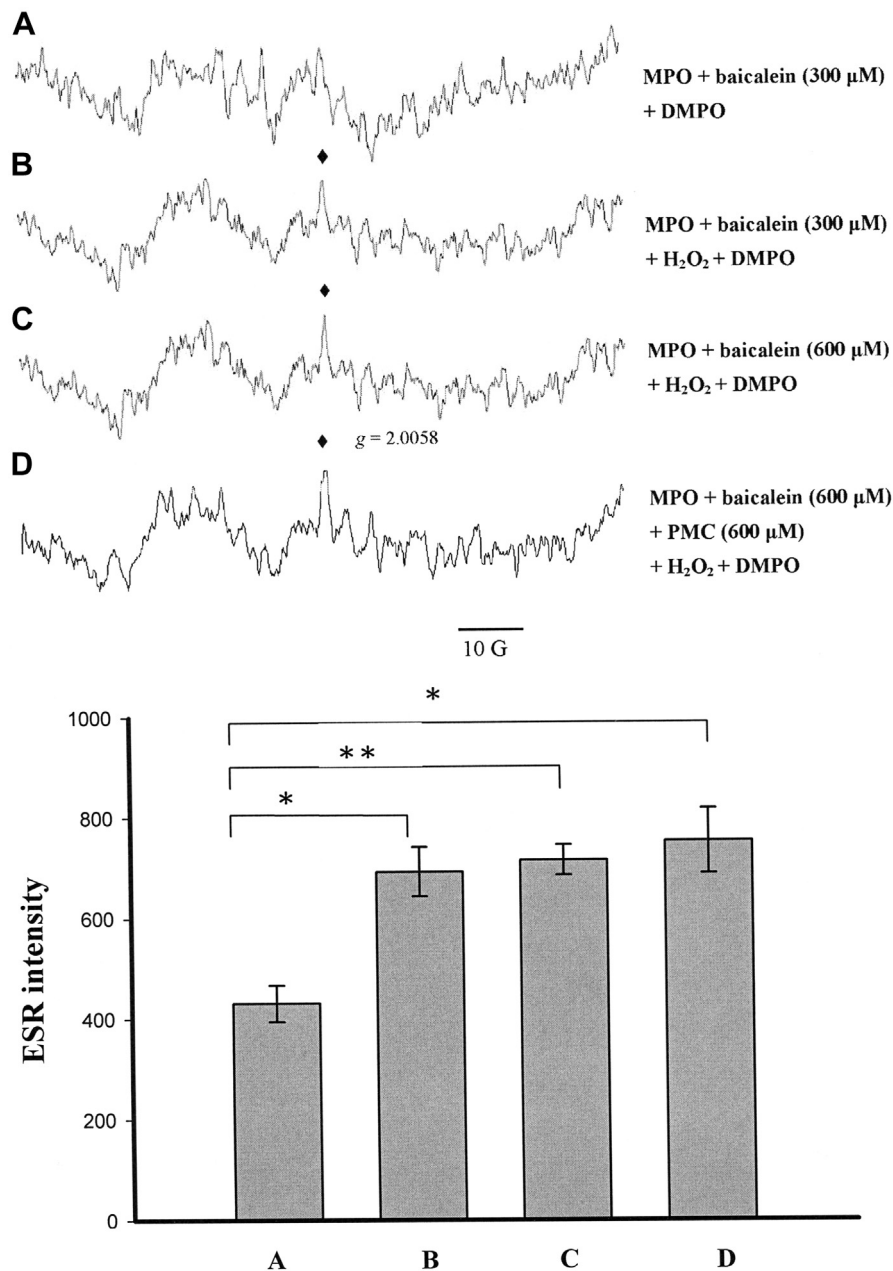 A
MPO + baicalein (300 µM)
+ DMPO
B
MPO + baicalein (300 µM)
+ H₂O₂ + DMPO
C
MPO + baicalein (600 µM)
+ H₂O₂ + DMPO
g = 2.0058
D
MPO + baicalein (600 µM)
+ PMC (600 µM)
+ H₂O₂ + DMPO
10 G
*
**
*
ESR intensity
1000
800
600
400
200
0
A B C D